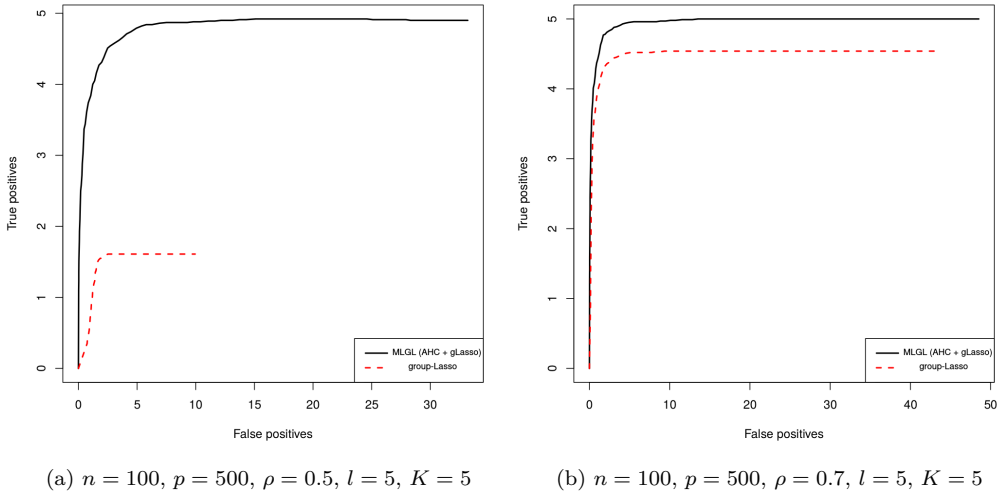 True positives
5
4
3
2
1
0
MLGL (AHC + gLasso)
group-Lasso
0 5 10 15 20 25 30
False positives
(a) n = 100, p = 500, ρ = 0.5, l = 5, K = 5
True positives
5
4
3
2
1
0
MLGL (AHC + gLasso)
group-Lasso
0 10 20 30 40 50
False positives
(b) n = 100, p = 500, ρ = 0.7, l = 5, K = 5